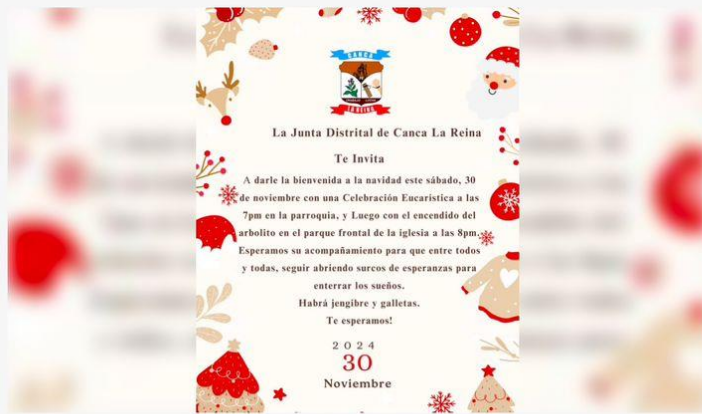 CANCA
LA REINA
La Junta Distrital de Canca La Reina
Te Invita
A darle la bienvenida a la navidad este sábado, 30
de noviembre con una Celebración Eucarística a las
7pm en la parroquia, y Luego con el encendido del
arbolito en el parque frontal de la iglesia a las 8pm.
Esperamos su acompañamiento para que entre todos
y todas, seguir abriendo surcos de esperanzas para
enterrar los sueños.
Habrá jengibre y galletas.
Te esperamos!
2024
30
Noviembre